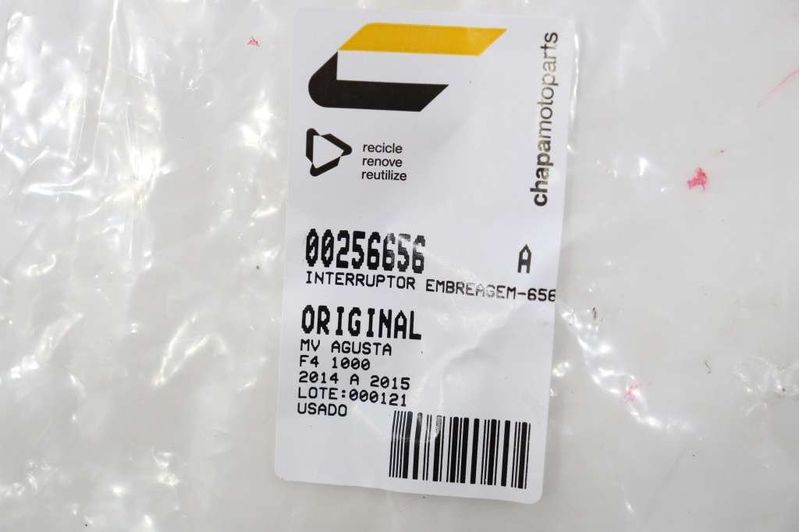 chapamotoparts
recicle
renove
reutilize
00256656 A
INTERRUPTOR EMBREAGEM-656
ORIGINAL
MV AGUSTA
F4 1000
2014 A 2015
LOTE:000121
USADO